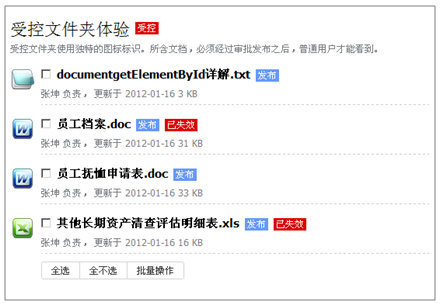 受控文件夹体验 受控
受控文件夹使用独特的图标标识。所含文档，必须经过审批发布之后，普通用户才能看到。
documentgetElementById详解.txt 发布
张坤 负责，更新于 2012-01-16 3 KB
员工档案.doc 发布 已失效
张坤 负责，更新于 2012-01-16 31 KB
员工抚恤申请表.doc 发布
张坤 负责，更新于 2012-01-16 33 KB
其他长期资产清查评估明细表.xls 发布 已失效
张坤 负责，更新于 2012-01-16 16 KB
全选 全不选 批量操作